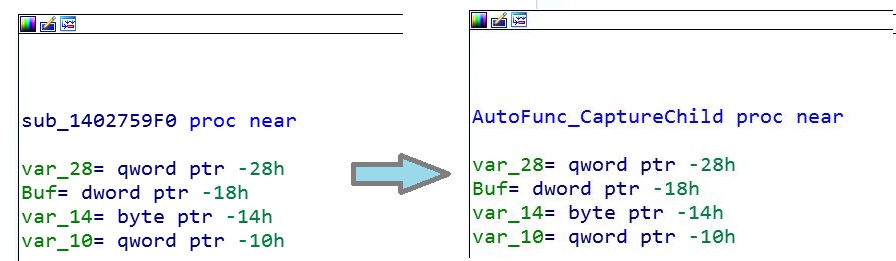 sub_1402759F0 proc near
var_28= qword ptr -28h
Buf= dword ptr -18h
var_14= byte ptr -14h
var_10= qword ptr -10h
AutoFunc_CaptureChild proc near
var_28= qword ptr -28h
Buf= dword ptr -18h
var_14= byte ptr -14h
var_10= qword ptr -10h